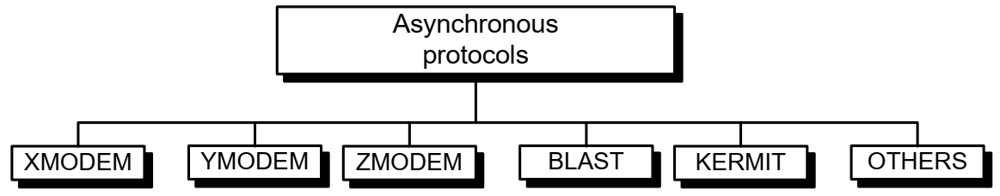 Asynchronous
protocols
XMODEM
YMODEM
ZMODEM
BLAST
KERMIT
OTHERS